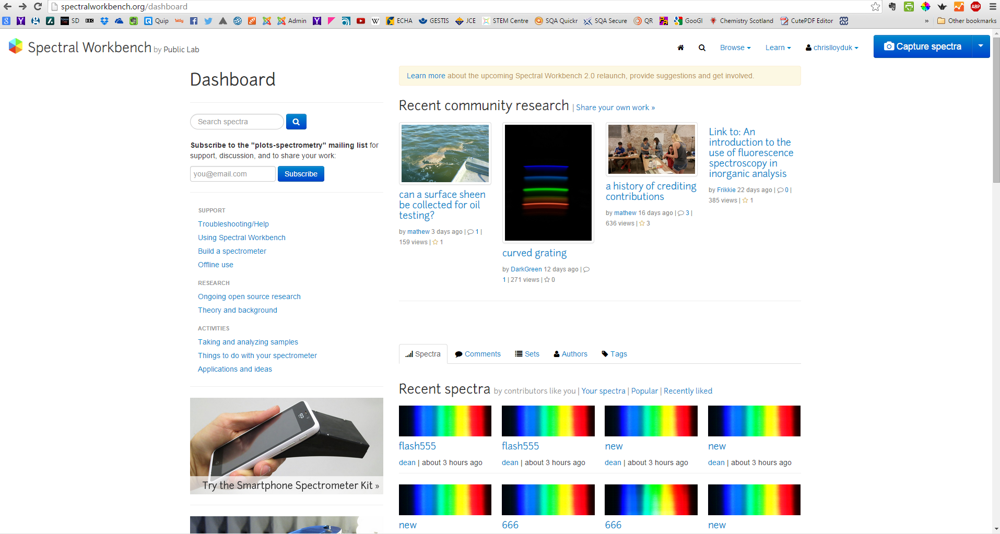 spectralworkbench.org/dashboard
SD
BBC
Quip
bitly
Admin
W
ECHA
GESTIS
JCE
STEM Centre
SQA Quickr
SQA Secure
QR
GooGl
Chemistry Scotland
CutePDF Editor
»
Other bookmarks
ABP
Spectral Workbench by Public Lab
Browse
Learn
chrislloyduk
Capture spectra
Dashboard
Search spectra
Subscribe to the "plots-spectrometry" mailing list for
support, discussion, and to share your work:
you@email.com
Subscribe
SUPPORT
Troubleshooting/Help
Using Spectral Workbench
Build a spectrometer
Offline use
RESEARCH
Ongoing open source research
Theory and background
ACTIVITIES
Taking and analyzing samples
Things to do with your spectrometer
Applications and ideas
Try the Smartphone Spectrometer Kit »
Learn more about the upcoming Spectral Workbench 2.0 relaunch, provide suggestions and get involved.
Recent community research | Share your own work »
can a surface sheen
be collected for oil
testing?
by mathew 3 days ago | 1 |
159 views | 1
curved grating
by DarkGreen 12 days ago |
1 | 271 views | 0
a history of crediting
contributions
by mathew 16 days ago | 3 |
636 views | 3
Link to: An
introduction to the
use of fluorescence
spectroscopy in
inorganic analysis
by Frikkie 22 days ago | 0 |
385 views | 1
Spectra
Comments
Sets
Authors
Tags
Recent spectra by contributors like you | Your spectra | Popular | Recently liked
flash555
dean | about 3 hours ago
flash555
dean | about 3 hours ago
new
dean | about 3 hours ago
new
dean | about 3 hours ago
new
666
666
new